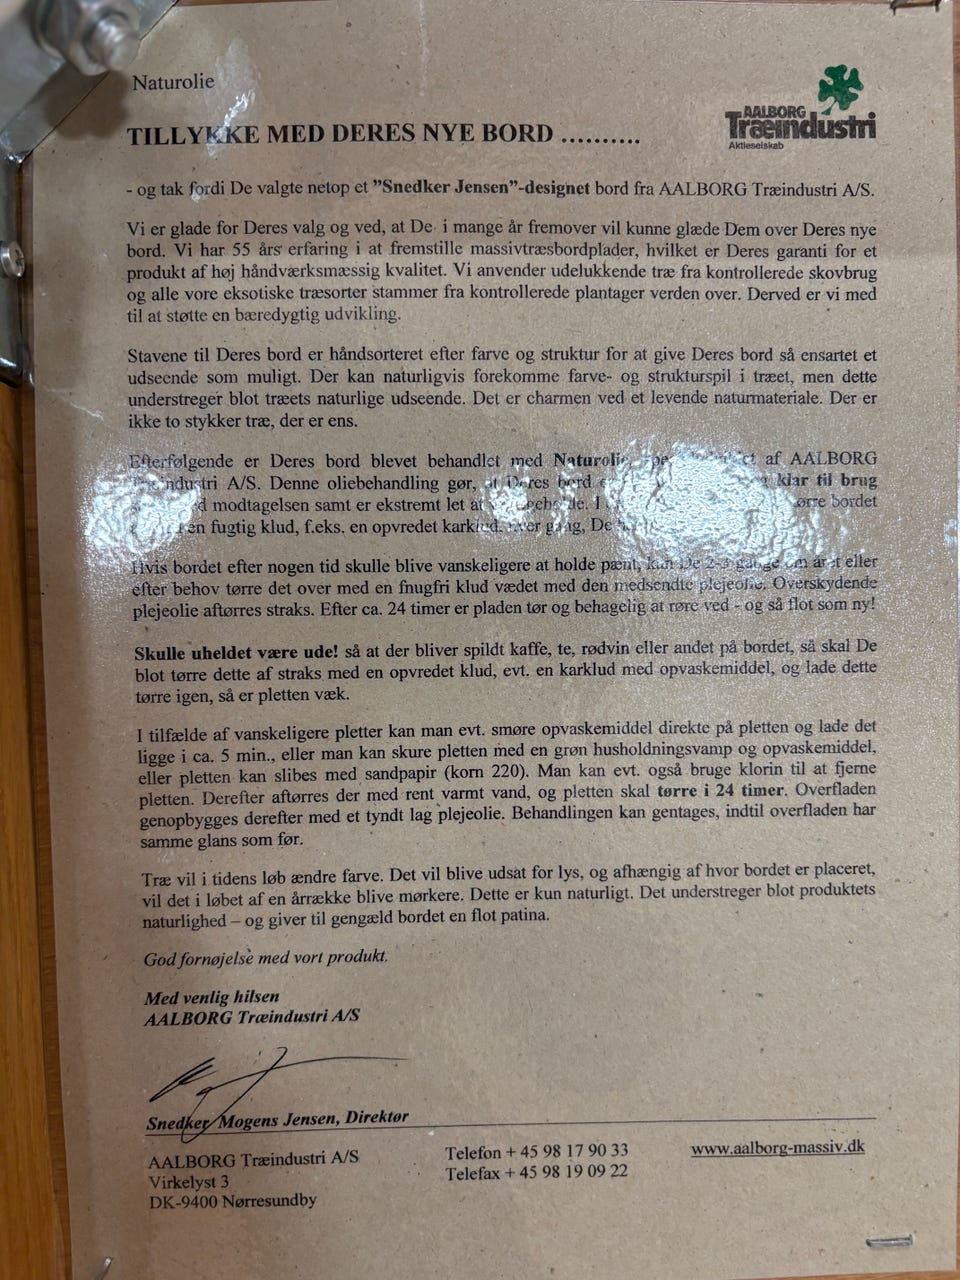 Naturolie
AALBORG
Træindustri
Aktieselskab
TILLYKKE MED DERES NYE BORD ..........
- og tak fordi De valgte netop et ”Snedker Jensen”-designet bord fra AALBORG Træindustri A/S.
Vi er glade for Deres valg og ved, at De i mange år fremover vil kunne glæde Dem over Deres nye
bord. Vi har 55 års erfaring i at fremstille massivtræsbordplader, hvilket er Deres garanti for et
produkt af høj håndværksmæssig kvalitet. Vi anvender udelukkende træ fra kontrollerede skovbrug
og alle vore eksotiske træsorter stammer fra kontrollerede plantager verden over. Derved er vi med
til at støtte en bæredygtig udvikling.
Stavene til Deres bord er håndsorteret efter farve og struktur for at give Deres bord så ensartet et
udseende som muligt. Der kan naturligvis forekomme farve- og strukturspil i træet, men dette
understreger blot træets naturlige udseende. Det er charmen ved et levende naturmateriale. Der er
ikke to stykker træ, der er ens.
Efterfølgende er Deres bord blevet behandlet med Naturolie, af AALBORG
Træindustri A/S. Denne oliebehandling gør, at Deres bord klar til brug
modtagelsen samt er ekstremt let at I tørre bordet
en fugtig klud, f.eks. en opvredet karklud, hver gang, De
Hvis bordet efter nogen tid skulle blive vanskeligere at holde pænt, kan De 2-3 gange om året eller
efter behov tørre det over med en fnugfri klud vædet med den medsendte plejeolie. Overskydende
plejeolie aftørres straks. Efter ca. 24 timer er pladen tør og behagelig at røre ved - og så flot som ny!
Skulle uheldet være ude! så at der bliver spildt kaffe, te, rødvin eller andet på bordet, så skal De
blot tørre dette af straks med en opvredet klud, evt. en karklud med opvaskemiddel, og lade dette
tørre igen, så er pletten væk.
I tilfælde af vanskeligere pletter kan man evt. smøre opvaskemiddel direkte på pletten og lade det
ligge i ca. 5 min., eller man kan skure pletten med en grøn husholdningsvamp og opvaskemiddel,
eller pletten kan slibes med sandpapir (korn 220). Man kan evt. også bruge klorin til at fjerne
pletten. Derefter aftørres der med rent varmt vand, og pletten skal tørre i 24 timer. Overfladen
genopbygges derefter med et tyndt lag plejeolie. Behandlingen kan gentages, indtil overfladen har
samme glans som før.
Træ vil i tidens løb ændre farve. Det vil blive udsat for lys, og afhængig af hvor bordet er placeret,
vil det i løbet af en årrække blive mørkere. Dette er kun naturligt. Det understreger blot produktets
naturlighed – og giver til gengæld bordet en flot patina.
God fornøjelse med vort produkt.
Med venlig hilsen
AALBORG Træindustri A/S
Snedker Mogens Jensen, Direktør
AALBORG Træindustri A/S
Virkelyst 3
DK-9400 Nørresundby
Telefon + 45 98 17 90 33
Telefax + 45 98 19 09 22
www.aalborg-massiv.dk